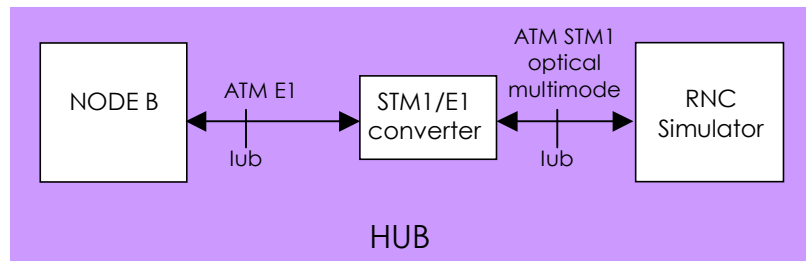 NODE B
ATM E1
Iub
STM1/E1
converter
ATM STM1
optical
multimode
Iub
RNC
Simulator
HUB